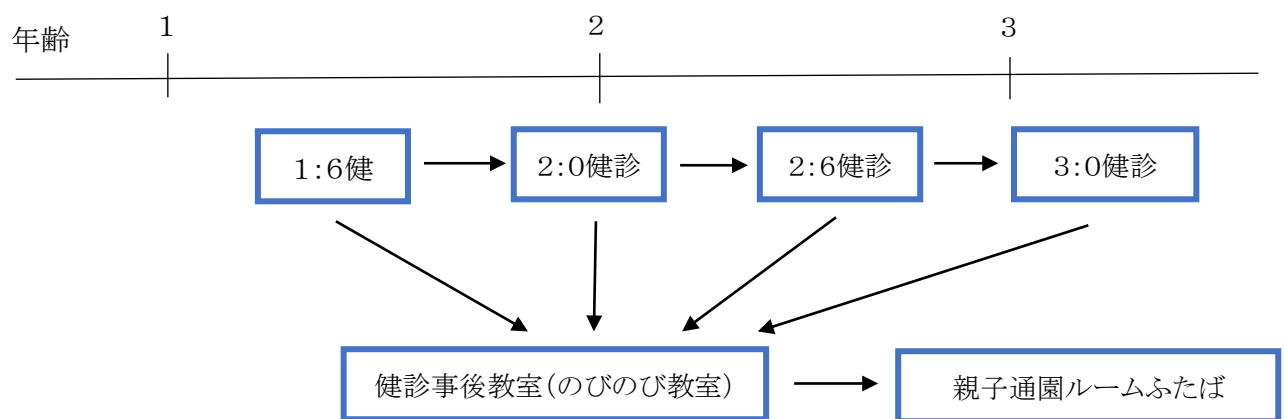 年齢
1
2
3
1:6健
2:0健診
2:6健診
3:0健診
健診事後教室(のびのび教室)
親子通園ルームふたば